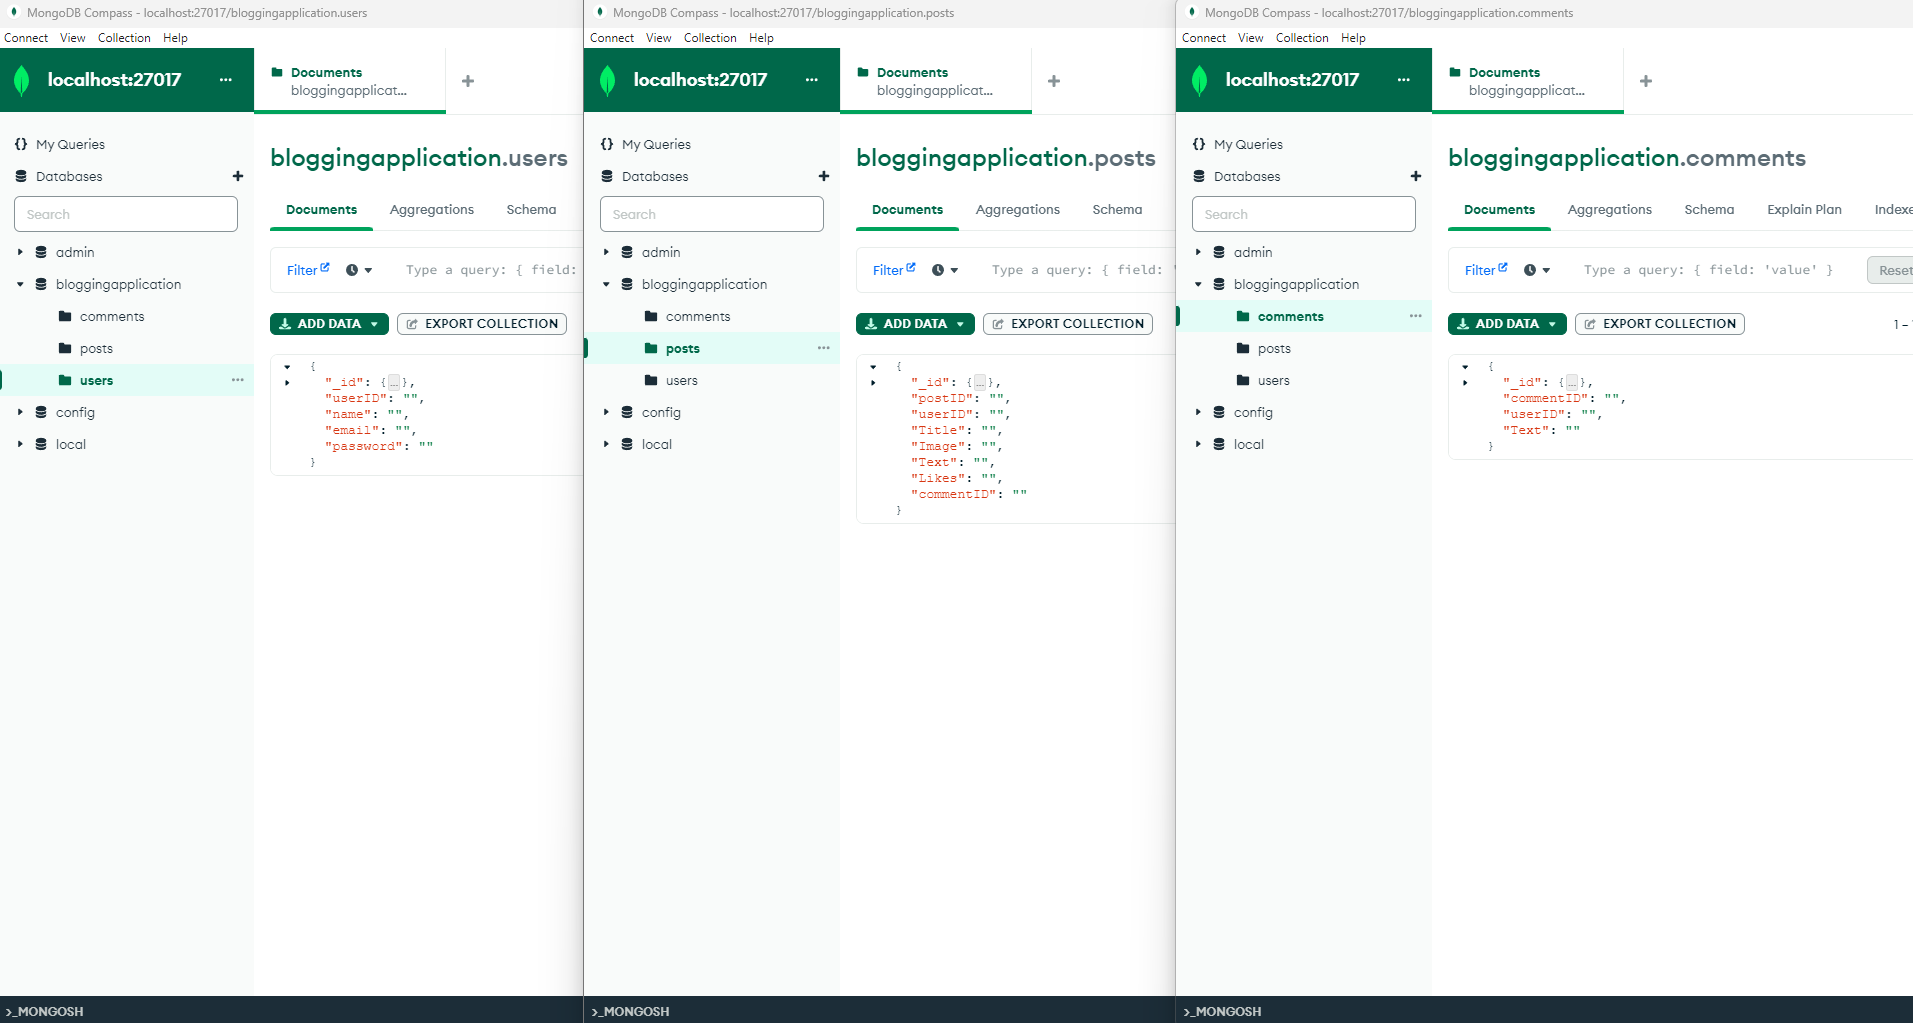 MongoDB Compass - localhost:27017/bloggingapplication.users
Connect View Collection Help
localhost:27017 ...
Documents
bloggingapplicat...
My Queries
Databases
Search
admin
bloggingapplication
comments
posts
users
config
local
bloggingapplication.users
Documents Aggregations Schema
Filter Type a query: { field:
ADD DATA EXPORT COLLECTION
{
"_id": {...},
"userID": "",
"name": "",
"email": "",
"password": ""
}
>_MONGOSH
MongoDB Compass - localhost:27017/bloggingapplication.posts
Connect View Collection Help
localhost:27017 ...
Documents
bloggingapplicat...
My Queries
Databases
Search
admin
bloggingapplication
comments
posts
users
config
local
bloggingapplication.posts
Documents Aggregations Schema
Filter Type a query: { field: '
ADD DATA EXPORT COLLECTION
{
"_id": {...},
"postID": "",
"userID": "",
"Title": "",
"Image": "",
"Text": "",
"Likes": "",
"commentID": ""
}
>_MONGOSH
MongoDB Compass - localhost:27017/bloggingapplication.comments
Connect View Collection Help
localhost:27017 ...
Documents
bloggingapplicat...
My Queries
Databases
Search
admin
bloggingapplication
comments
posts
users
config
local
bloggingapplication.comments
Documents Aggregations Schema Explain Plan Indexe
Filter Type a query: { field: 'value' } Reset
ADD DATA EXPORT COLLECTION 1 –
{
"_id": {...},
"commentID": "",
"userID": "",
"Text": ""
}
>_MONGOSH